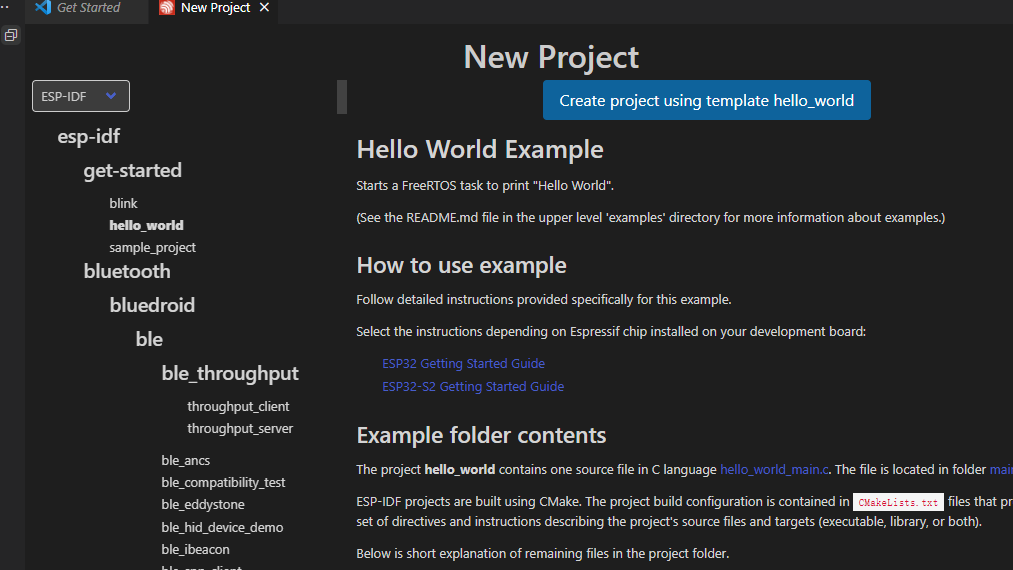 Get Started
New Project
New Project
ESP-IDF
Create project using template hello_world
esp-idf
get-started
blink
hello_world
sample_project
bluetooth
bluedroid
ble
ble_throughput
throughput_client
throughput_server
ble_ancs
ble_compatibility_test
ble_eddystone
ble_hid_device_demo
ble_ibeacon
Hello World Example
Starts a FreeRTOS task to print "Hello World".
(See the README.md file in the upper level 'examples' directory for more information about examples.)
How to use example
Follow detailed instructions provided specifically for this example.
Select the instructions depending on Espressif chip installed on your development board:
ESP32 Getting Started Guide
ESP32-S2 Getting Started Guide
Example folder contents
The project hello_world contains one source file in C language hello_world_main.c. The file is located in folder mai
ESP-IDF projects are built using CMake. The project build configuration is contained in CMakeLists.txt files that pr
set of directives and instructions describing the project's source files and targets (executable, library, or both).
Below is short explanation of remaining files in the project folder.